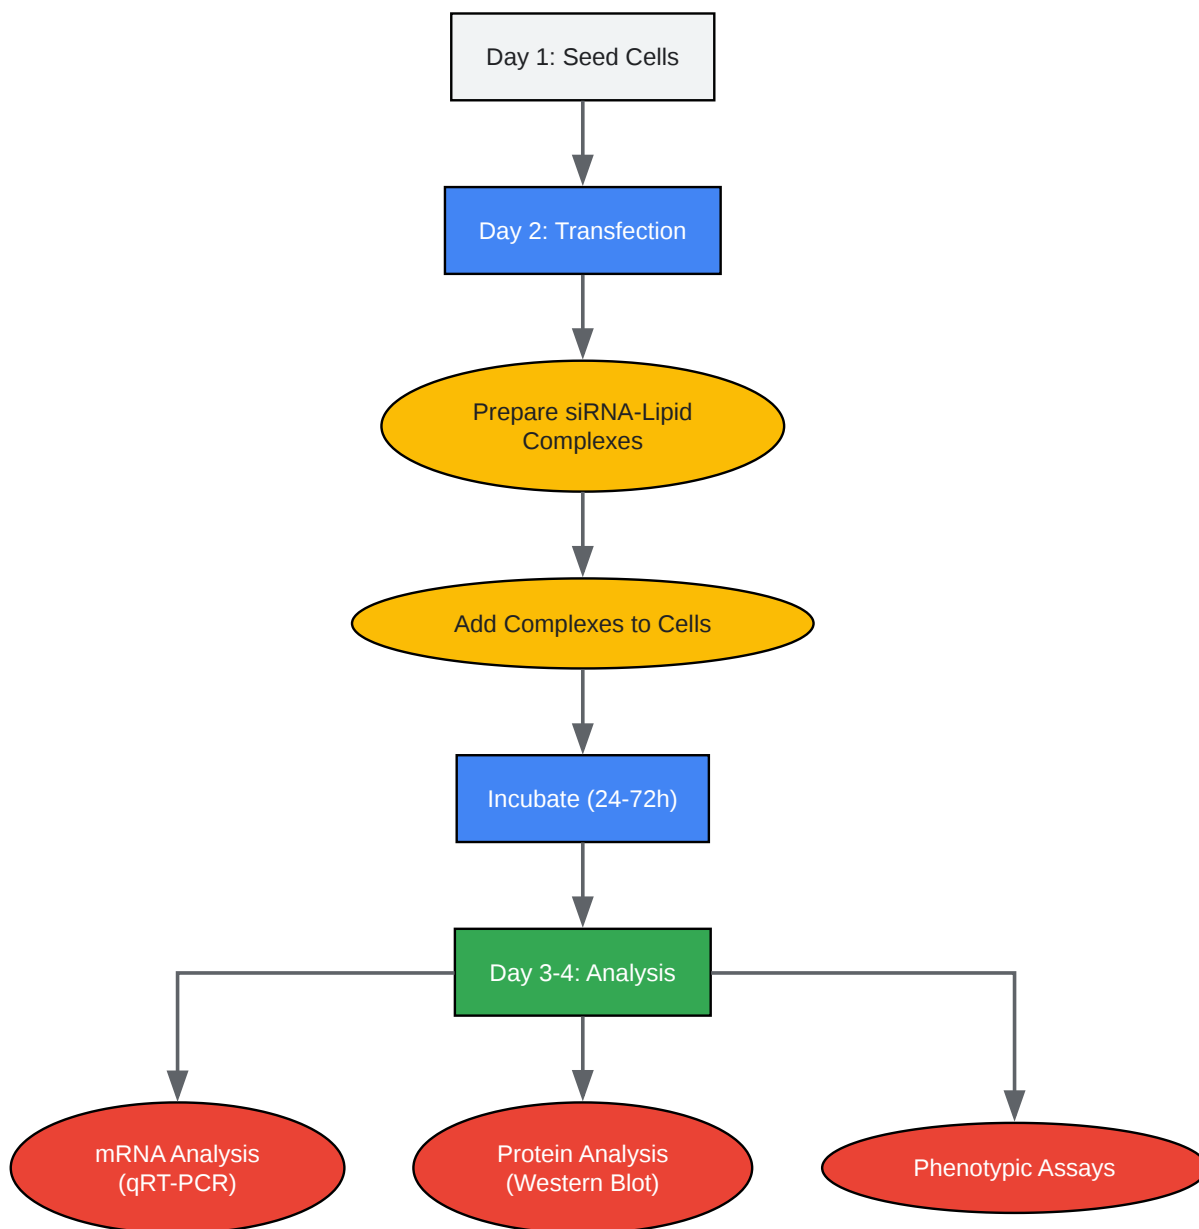 Day 1: Seed Cells
Day 2: Transfection
Prepare siRNA-Lipid
Complexes
Add Complexes to Cells
Incubate (24-72h)
Day 3-4: Analysis
mRNA Analysis
(qRT-PCR)
Protein Analysis
(Western Blot)
Phenotypic Assays